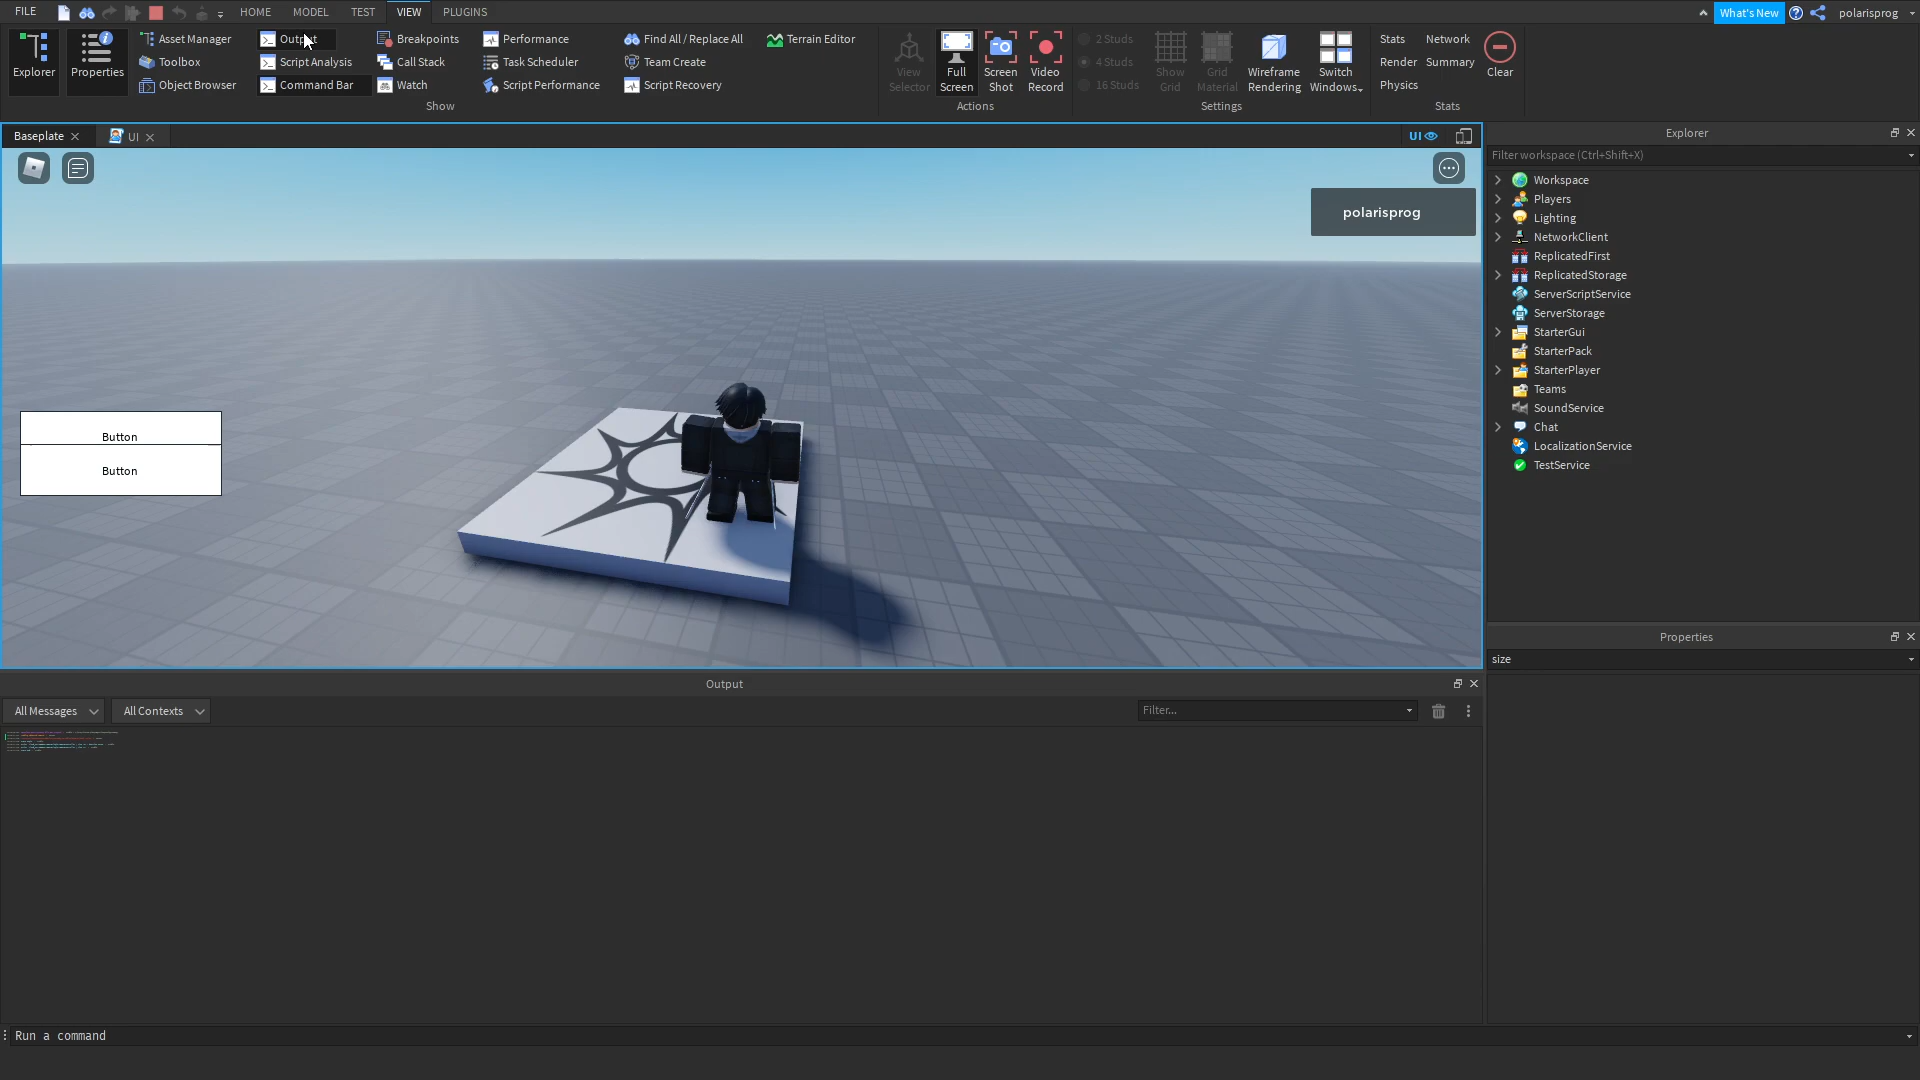 FILE
HOME
MODEL
TEST
VIEW
PLUGINS
What's New
polarisprog
Explorer
Properties
Asset Manager
Toolbox
Object Browser
Output
Script Analysis
Command Bar
Breakpoints
Call Stack
Watch
Performance
Task Scheduler
Script Performance
Find All / Replace All
Team Create
Script Recovery
Terrain Editor
Show
View
Selector
Full
Screen
Screen
Shot
Video
Record
Actions
2 Studs
4 Studs
16 Studs
Show
Grid
Grid
Material
Wireframe
Rendering
Switch
Windows
Settings
Stats
Network
Render
Summary
Physics
Clear
Stats
Baseplate
UI
UI
polarisprog
Button
Button
Explorer
Filter workspace (Ctrl+Shift+X)
Workspace
Players
Lighting
NetworkClient
ReplicatedFirst
ReplicatedStorage
ServerScriptService
ServerStorage
StarterGui
StarterPack
StarterPlayer
Teams
SoundService
Chat
LocalizationService
TestService
Properties
size
Output
All Messages
All Contexts
Filter...
Run a command